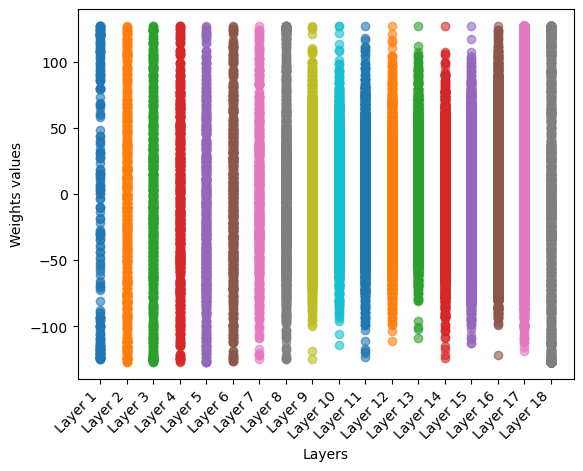 Weights values
100
50
0
−50
−100
Layer 1
Layer 2
Layer 3
Layer 4
Layer 5
Layer 6
Layer 7
Layer 8
Layer 9
Layer 10
Layer 11
Layer 12
Layer 13
Layer 14
Layer 15
Layer 16
Layer 17
Layer 18
Layers